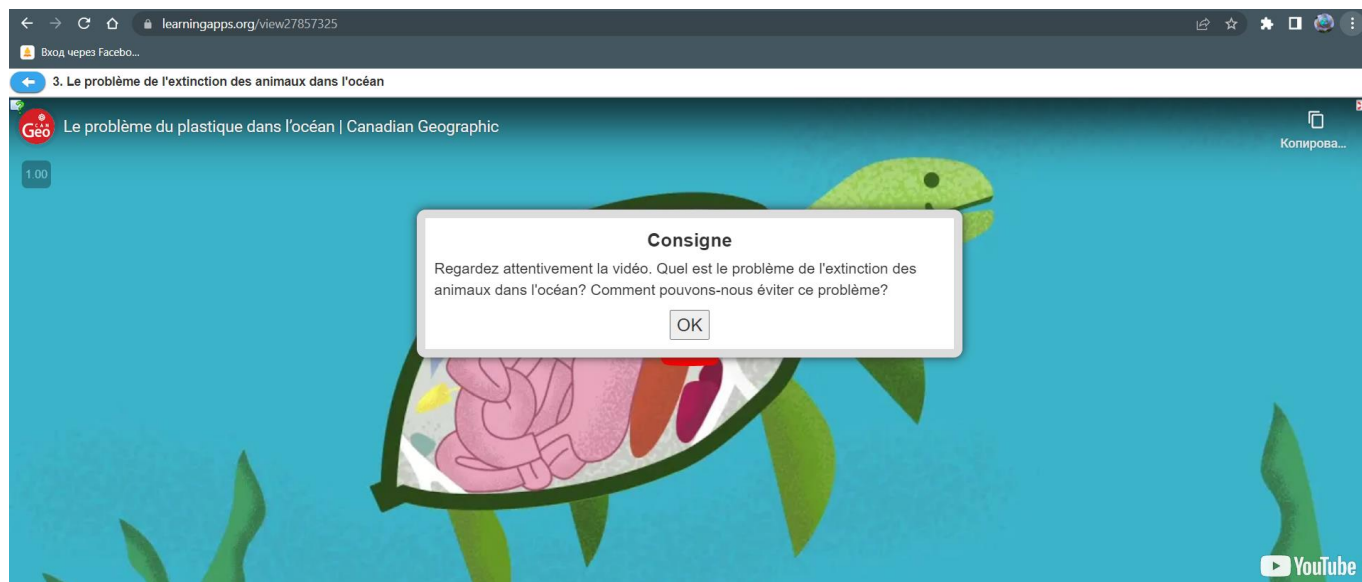 learningapps.org/view27857325
Вход через Facebo...
3. Le problème de l'extinction des animaux dans l'océan
CAN
Géo
Le problème du plastique dans l'océan | Canadian Geographic
Копирова...
1.00
Consigne
Regardez attentivement la vidéo. Quel est le problème de l'extinction des
animaux dans l'océan? Comment pouvons-nous éviter ce problème?
OK
YouTube